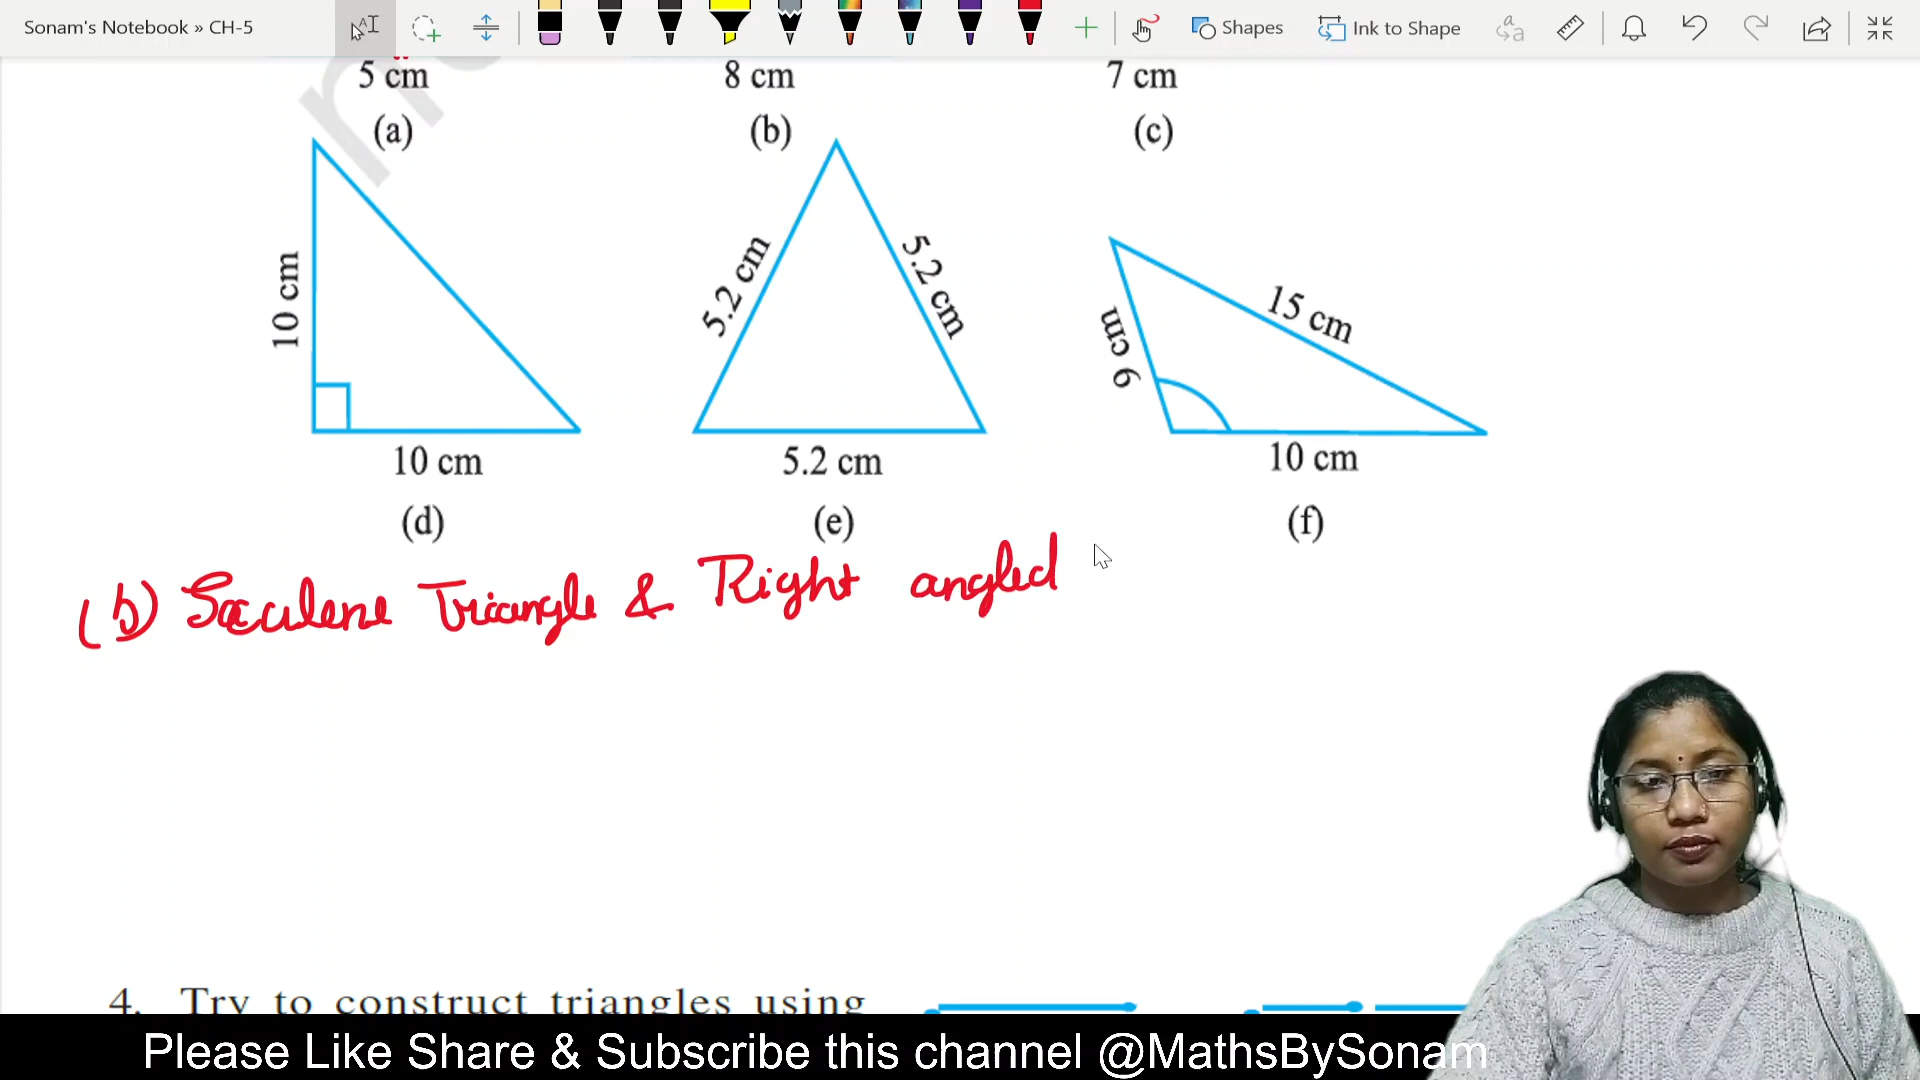 Sonam's Notebook » CH-5
Shapes
Ink to Shape
5 cm
8 cm
7 cm
(a)
(b)
(c)
10 cm
10 cm
5.2 cm
5.2 cm
5.2 cm
15 cm
6 cm
10 cm
(d)
(e)
(f)
(b) Scalene Triangle & Right angled
4. Try to construct triangles using
Please Like Share & Subscribe this channel @MathsBySonam